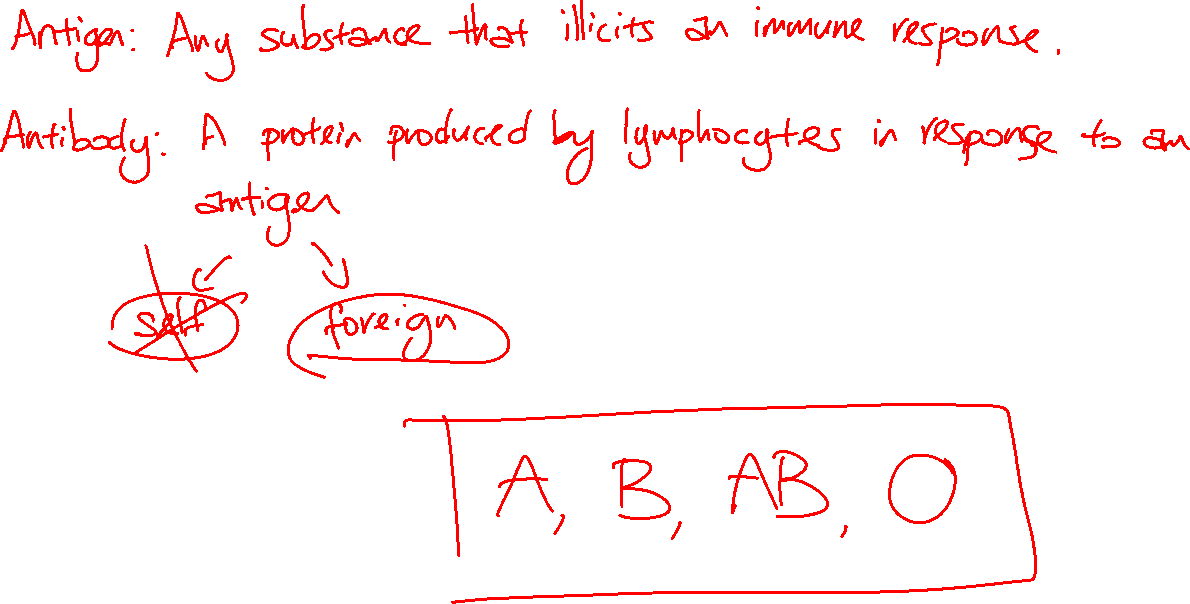 Antigen: Any substance that illicits an immune response.
Antibody: A protein produced by lymphocytes in response to an
antigen
self foreign
A, B, AB, O